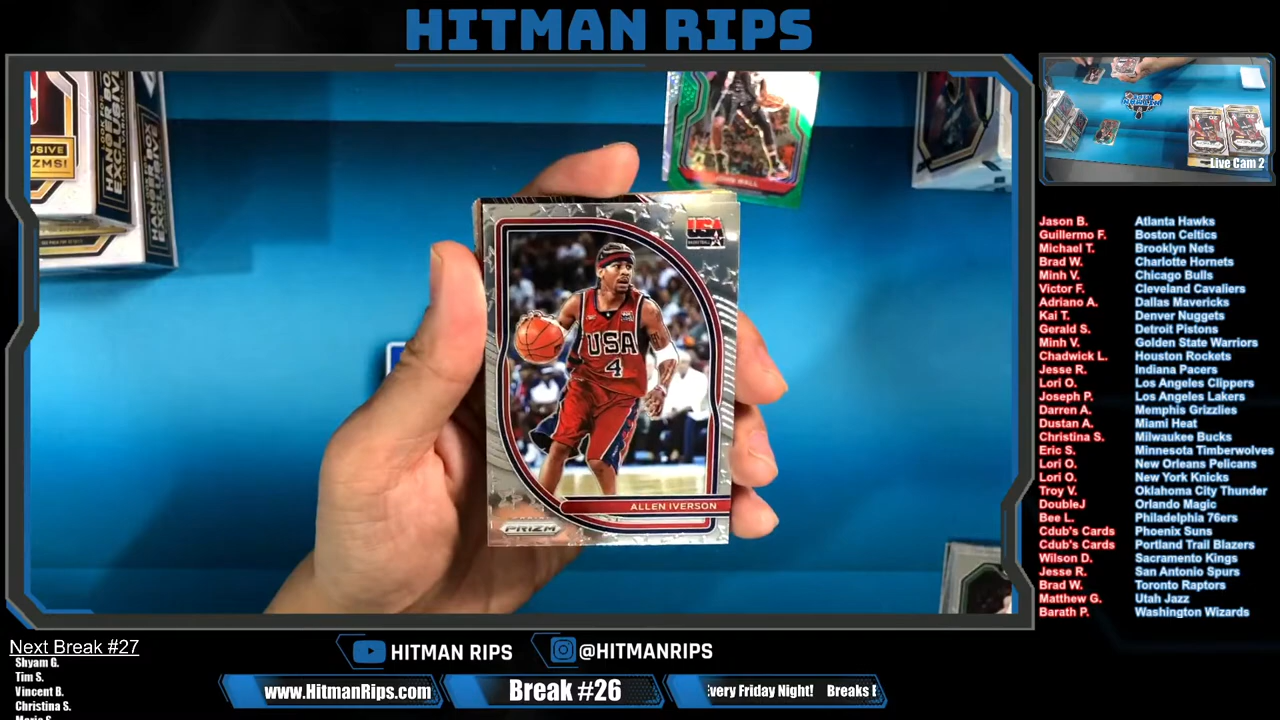 HITMAN RIPS
HANGER BOX
EXCLUSIVE
USIVE
ZMS!
USA
BASKETBALL
USA
4
ALLEN IVERSON
PRIZM
Live Cam 2
Jason B. Atlanta Hawks
Guillermo F. Boston Celtics
Michael T. Brooklyn Nets
Brad W. Charlotte Hornets
Minh V. Chicago Bulls
Victor F. Cleveland Cavaliers
Adriano A. Dallas Mavericks
Kai T. Denver Nuggets
Gerald S. Detroit Pistons
Minh V. Golden State Warriors
Chadwick L. Houston Rockets
Jesse R. Indiana Pacers
Lori O. Los Angeles Clippers
Joseph P. Los Angeles Lakers
Darren A. Memphis Grizzlies
Dustan A. Miami Heat
Christina S. Milwaukee Bucks
Eric S. Minnesota Timberwolves
Lori O. New Orleans Pelicans
Lori O. New York Knicks
Troy V. Oklahoma City Thunder
DoubleJ Orlando Magic
Bee L. Philadelphia 76ers
Cdub's Cards Phoenix Suns
Cdub's Cards Portland Trail Blazers
Wilson D. Sacramento Kings
Jesse R. San Antonio Spurs
Brad W. Toronto Raptors
Matthew G. Utah Jazz
Barath P. Washington Wizards
Next Break #27
Shyam G.
Tim S.
Vincent B.
Christina S.
HITMAN RIPS
@HITMANRIPS
www.HitmanRips.com
Break #26
Every Friday Night! Breaks